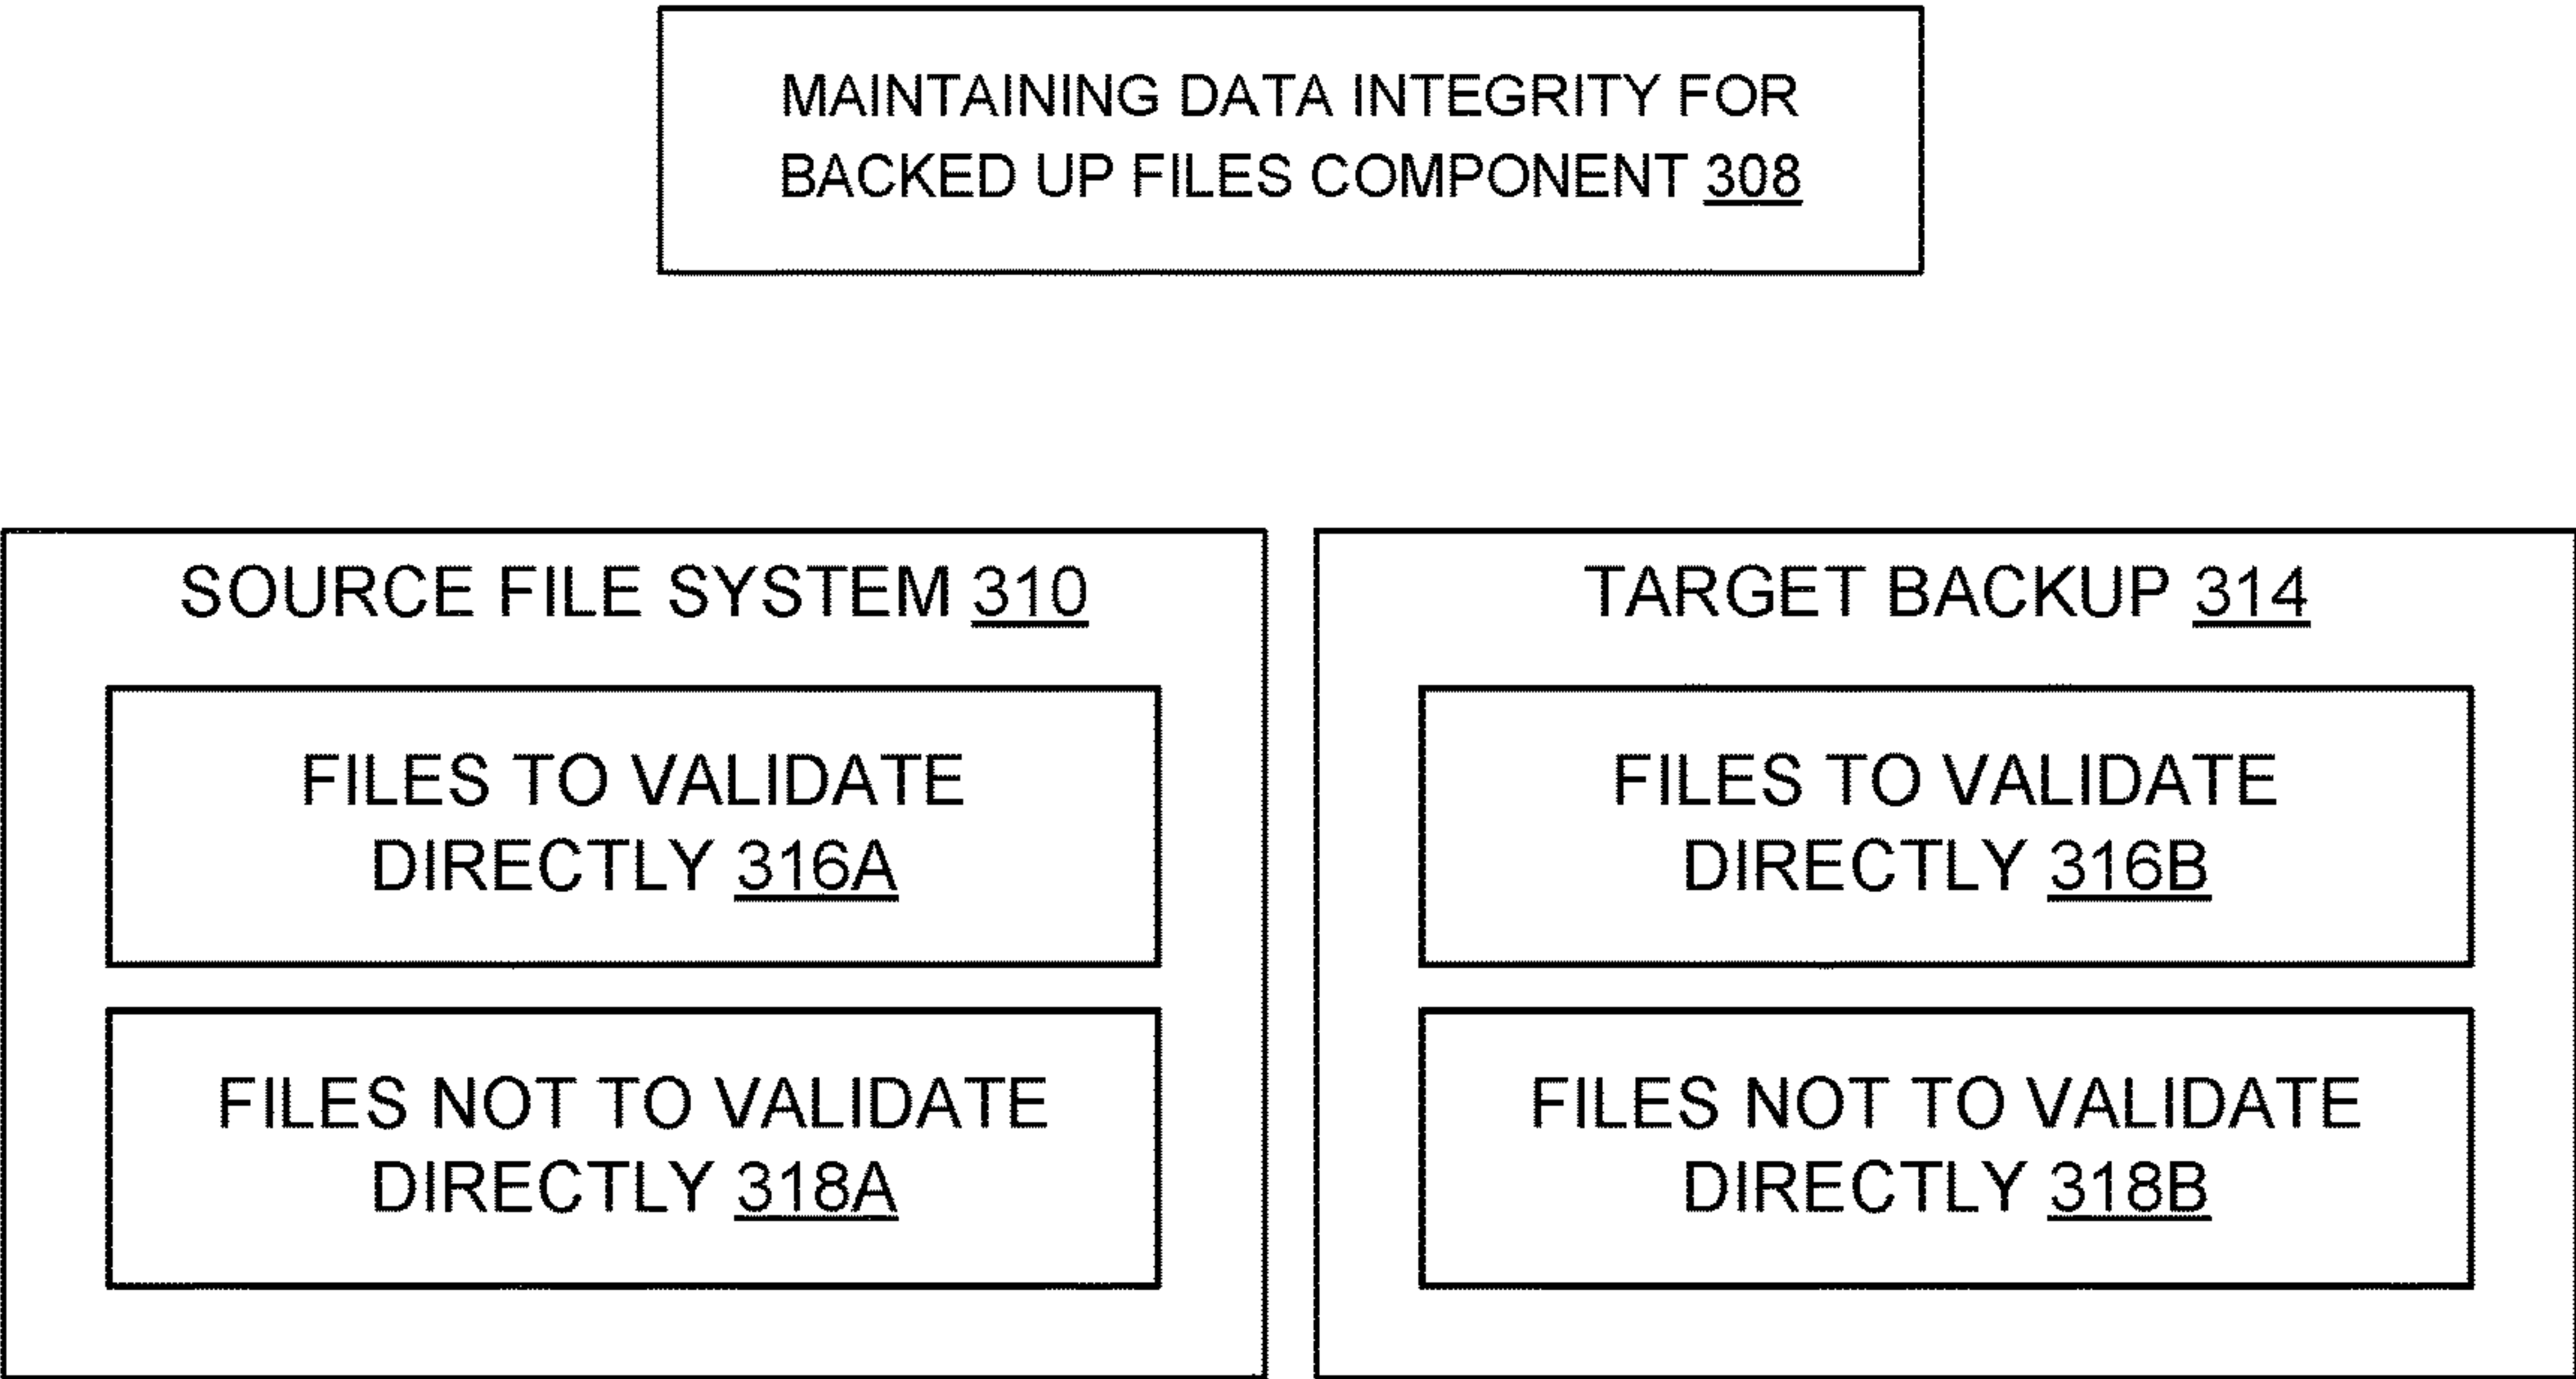 MAINTAINING DATA INTEGRITY FOR
BACKED UP FILES COMPONENT 308
SOURCE FILE SYSTEM 310
FILES TO VALIDATE
DIRECTLY 316A
FILES NOT TO VALIDATE
DIRECTLY 318A
TARGET BACKUP 314
FILES TO VALIDATE
DIRECTLY 316B
FILES NOT TO VALIDATE
DIRECTLY 318B